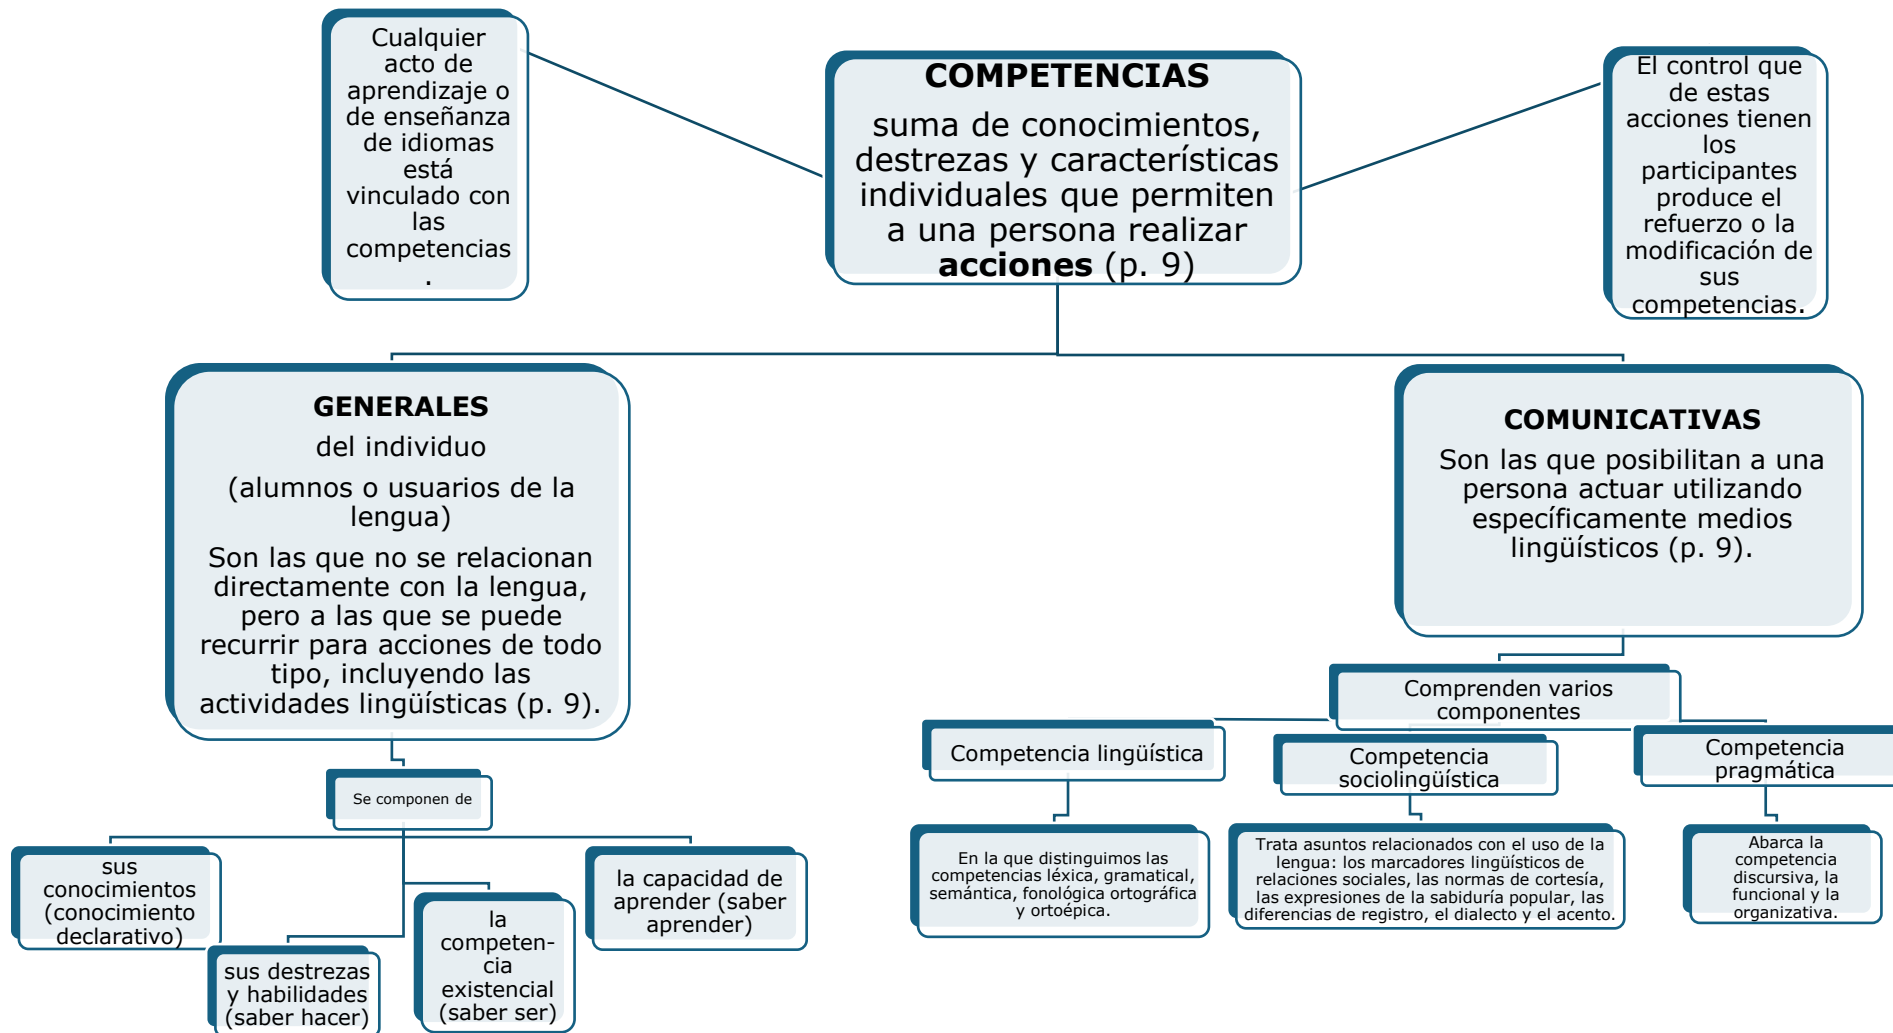 Cualquier
acto de
aprendizaje o
de enseñanza
de idiomas
está
vinculado con
las
competencias
.
COMPETENCIAS
suma de conocimientos,
destrezas y características
individuales que permiten
a una persona realizar
acciones (p. 9)
El control que
de estas
acciones tienen
los
participantes
produce el
refuerzo o la
modificación de
sus
competencias.
GENERALES
del individuo
(alumnos o usuarios de la
lengua)
Son las que no se relacionan
directamente con la lengua,
pero a las que se puede
recurrir para acciones de todo
tipo, incluyendo las
actividades lingüísticas (p. 9).
COMUNICATIVAS
Son las que posibilitan a una
persona actuar utilizando
específicamente medios
lingüísticos (p. 9).
Se componen de
sus
conocimientos
(conocimiento
declarativo)
sus destrezas
y habilidades
(saber hacer)
la
competen-
cia
existencial
(saber ser)
la capacidad de
aprender (saber
aprender)
Comprenden varios
componentes
Competencia lingüística
Competencia
sociolingüística
Competencia
pragmática
En la que distinguimos las
competencias léxica, gramatical,
semántica, fonológica ortográfica
y ortoépica.
Trata asuntos relacionados con el uso de la
lengua: los marcadores lingüísticos de
relaciones sociales, las normas de cortesía,
las expresiones de la sabiduría popular, las
diferencias de registro, el dialecto y el acento.
Abarca la
competencia
discursiva, la
funcional y la
organizativa.